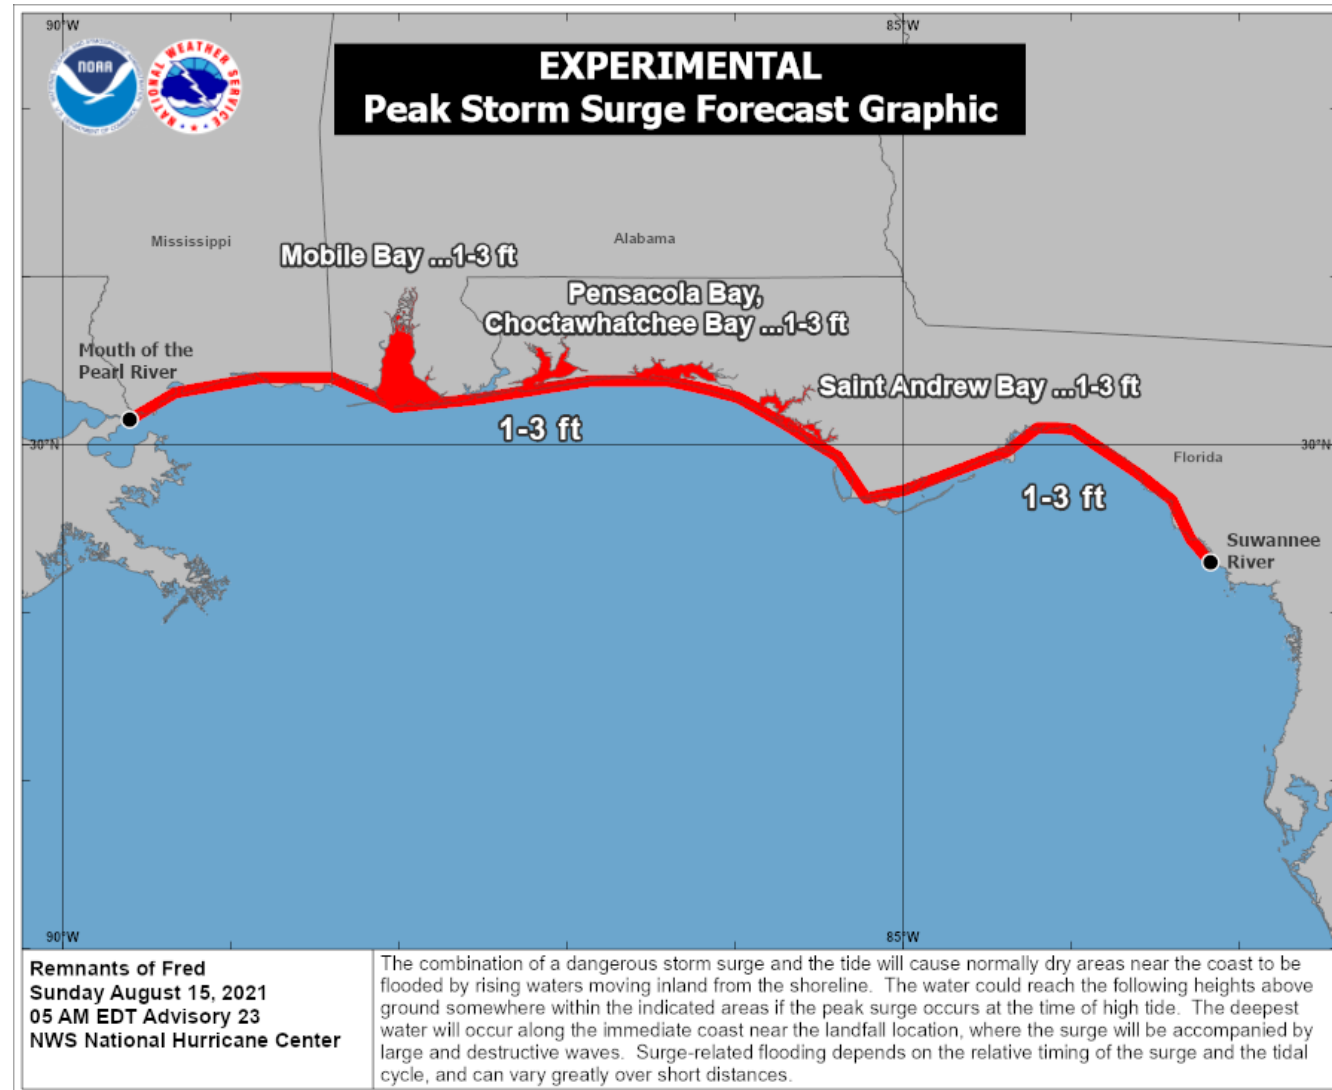 90°W
85°W
NOAA
NATIONAL WEATHER SERVICE
EXPERIMENTAL
Peak Storm Surge Forecast Graphic
Mississippi
Alabama
Mobile Bay ...1-3 ft
Pensacola Bay,
Choctawhatchee Bay ...1-3 ft
Mouth of the
Pearl River
Saint Andrew Bay ...1-3 ft
1-3 ft
30°N
30°N
Florida
1-3 ft
Suwannee
River
90°W
85°W
Remnants of Fred
Sunday August 15, 2021
05 AM EDT Advisory 23
NWS National Hurricane Center
The combination of a dangerous storm surge and the tide will cause normally dry areas near the coast to be
flooded by rising waters moving inland from the shoreline. The water could reach the following heights above
ground somewhere within the indicated areas if the peak surge occurs at the time of high tide. The deepest
water will occur along the immediate coast near the landfall location, where the surge will be accompanied by
large and destructive waves. Surge-related flooding depends on the relative timing of the surge and the tidal
cycle, and can vary greatly over short distances.